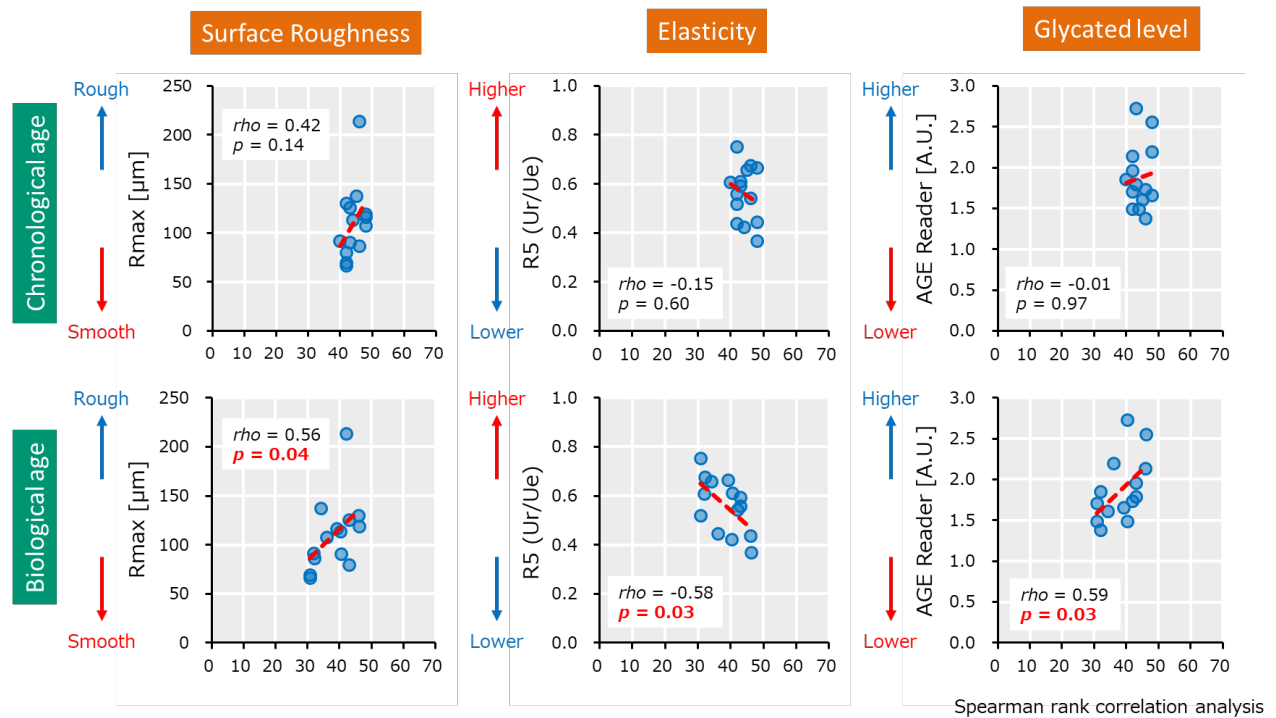 Surface Roughness
Elasticity
Glycated level
Chronological age
Rough
Smooth
Rmax [μm]
250
200
150
100
50
0
rho = 0.42
p = 0.14
0 10 20 30 40 50 60 70
Higher
Lower
R5 (Ur/Ue)
1.0
0.8
0.6
0.4
0.2
0.0
rho = -0.15
p = 0.60
0 10 20 30 40 50 60 70
Higher
Lower
AGE Reader [A.U.]
3.0
2.5
2.0
1.5
1.0
0.5
0.0
rho = -0.01
p = 0.97
0 10 20 30 40 50 60 70
Biological age
Rough
Smooth
Rmax [μm]
250
200
150
100
50
0
rho = 0.56
p = 0.04
0 10 20 30 40 50 60 70
Higher
Lower
R5 (Ur/Ue)
1.0
0.8
0.6
0.4
0.2
0.0
rho = -0.58
p = 0.03
0 10 20 30 40 50 60 70
Higher
Lower
AGE Reader [A.U.]
3.0
2.5
2.0
1.5
1.0
0.5
0.0
rho = 0.59
p = 0.03
0 10 20 30 40 50 60 70
Spearman rank correlation analysis